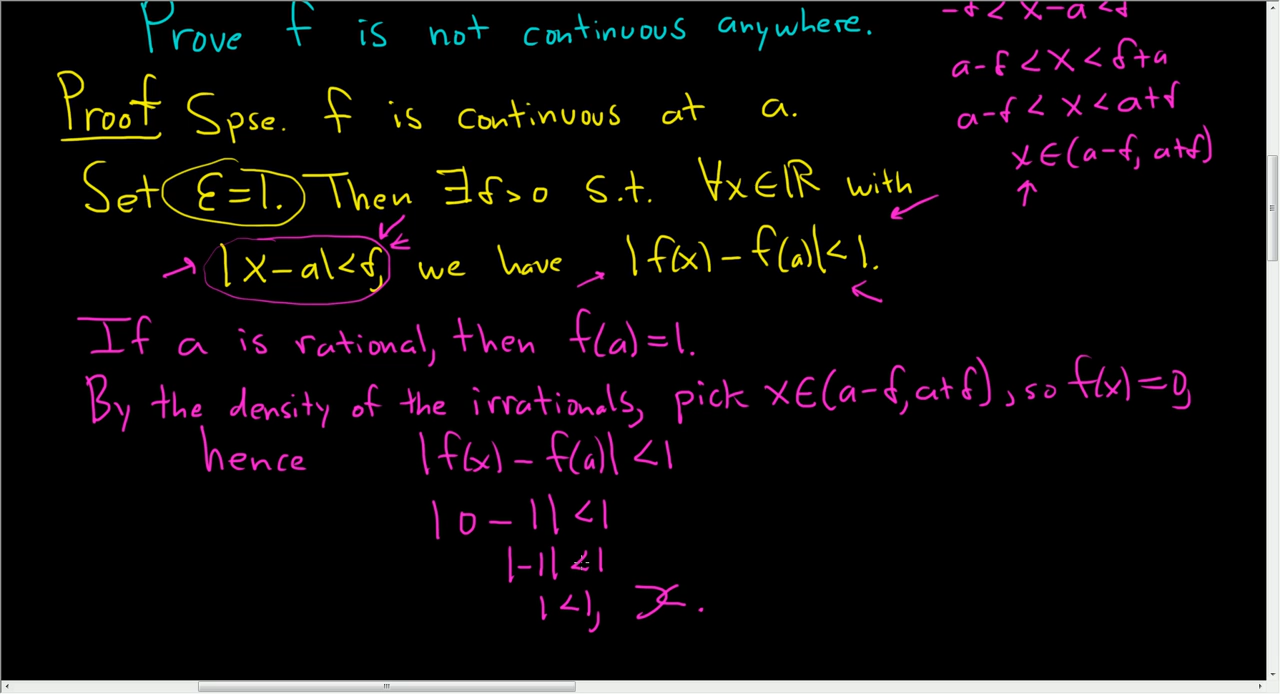 Prove f is not continuous anywhere.
-δ < x-a < δ
a-δ < x < δ+a
a-δ < x < a+δ
x∈(a-δ, a+δ)
Proof Spse. f is continuous at a.
Set ε=1. Then ∃δ>0 s.t. ∀x∈ℝ with
|x-a|<δ, we have |f(x)-f(a)|<1.
If a is rational, then f(a)=1.
By the density of the irrationals, pick x∈(a-δ, a+δ), so f(x)=0,
hence |f(x)-f(a)|<1
|0-1|<1
|-1|<1
1<1,